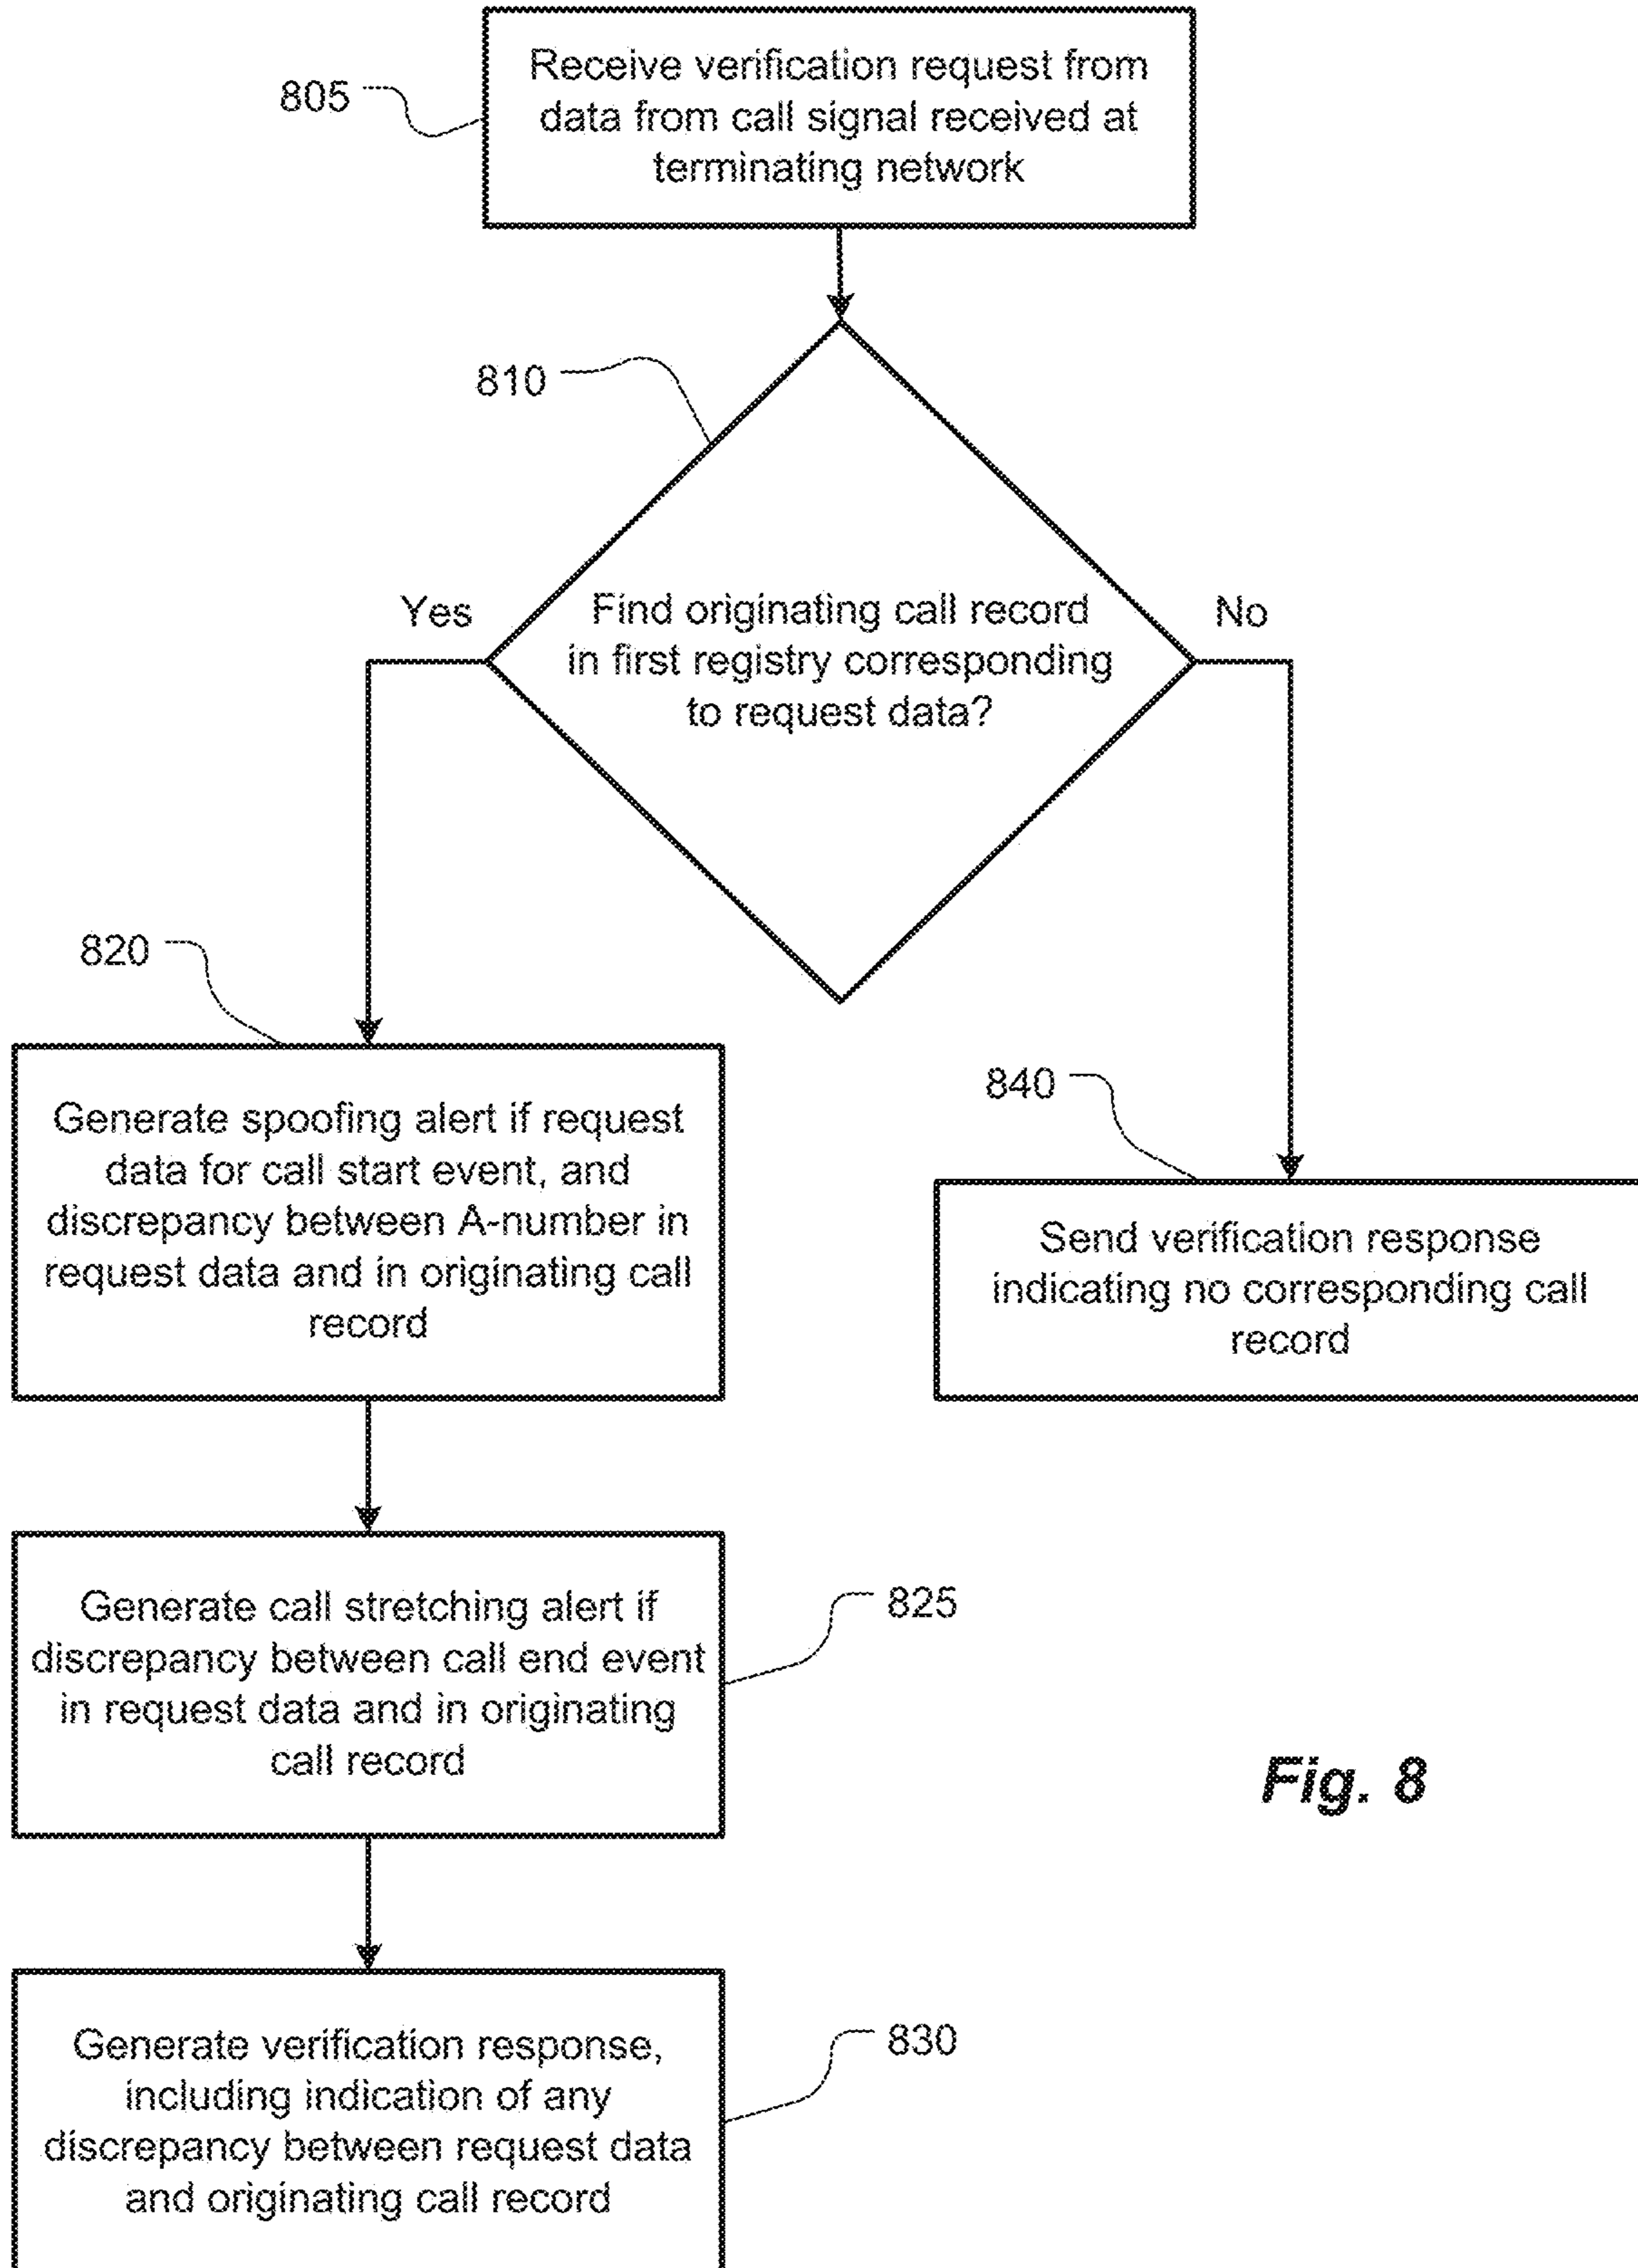 805
Receive verification request from
data from call signal received at
terminating network
810
Yes
Find originating call record
in first registry corresponding
to request data?
No
820
Generate spoofing alert if request
data for call start event, and
discrepancy between A-number in
request data and in originating call
record
840
Send verification response
indicating no corresponding call
record
Generate call stretching alert if
discrepancy between call end event
in request data and in originating
call record
825
Fig. 8
Generate verification response,
including indication of any
discrepancy between request data
and originating call record
830